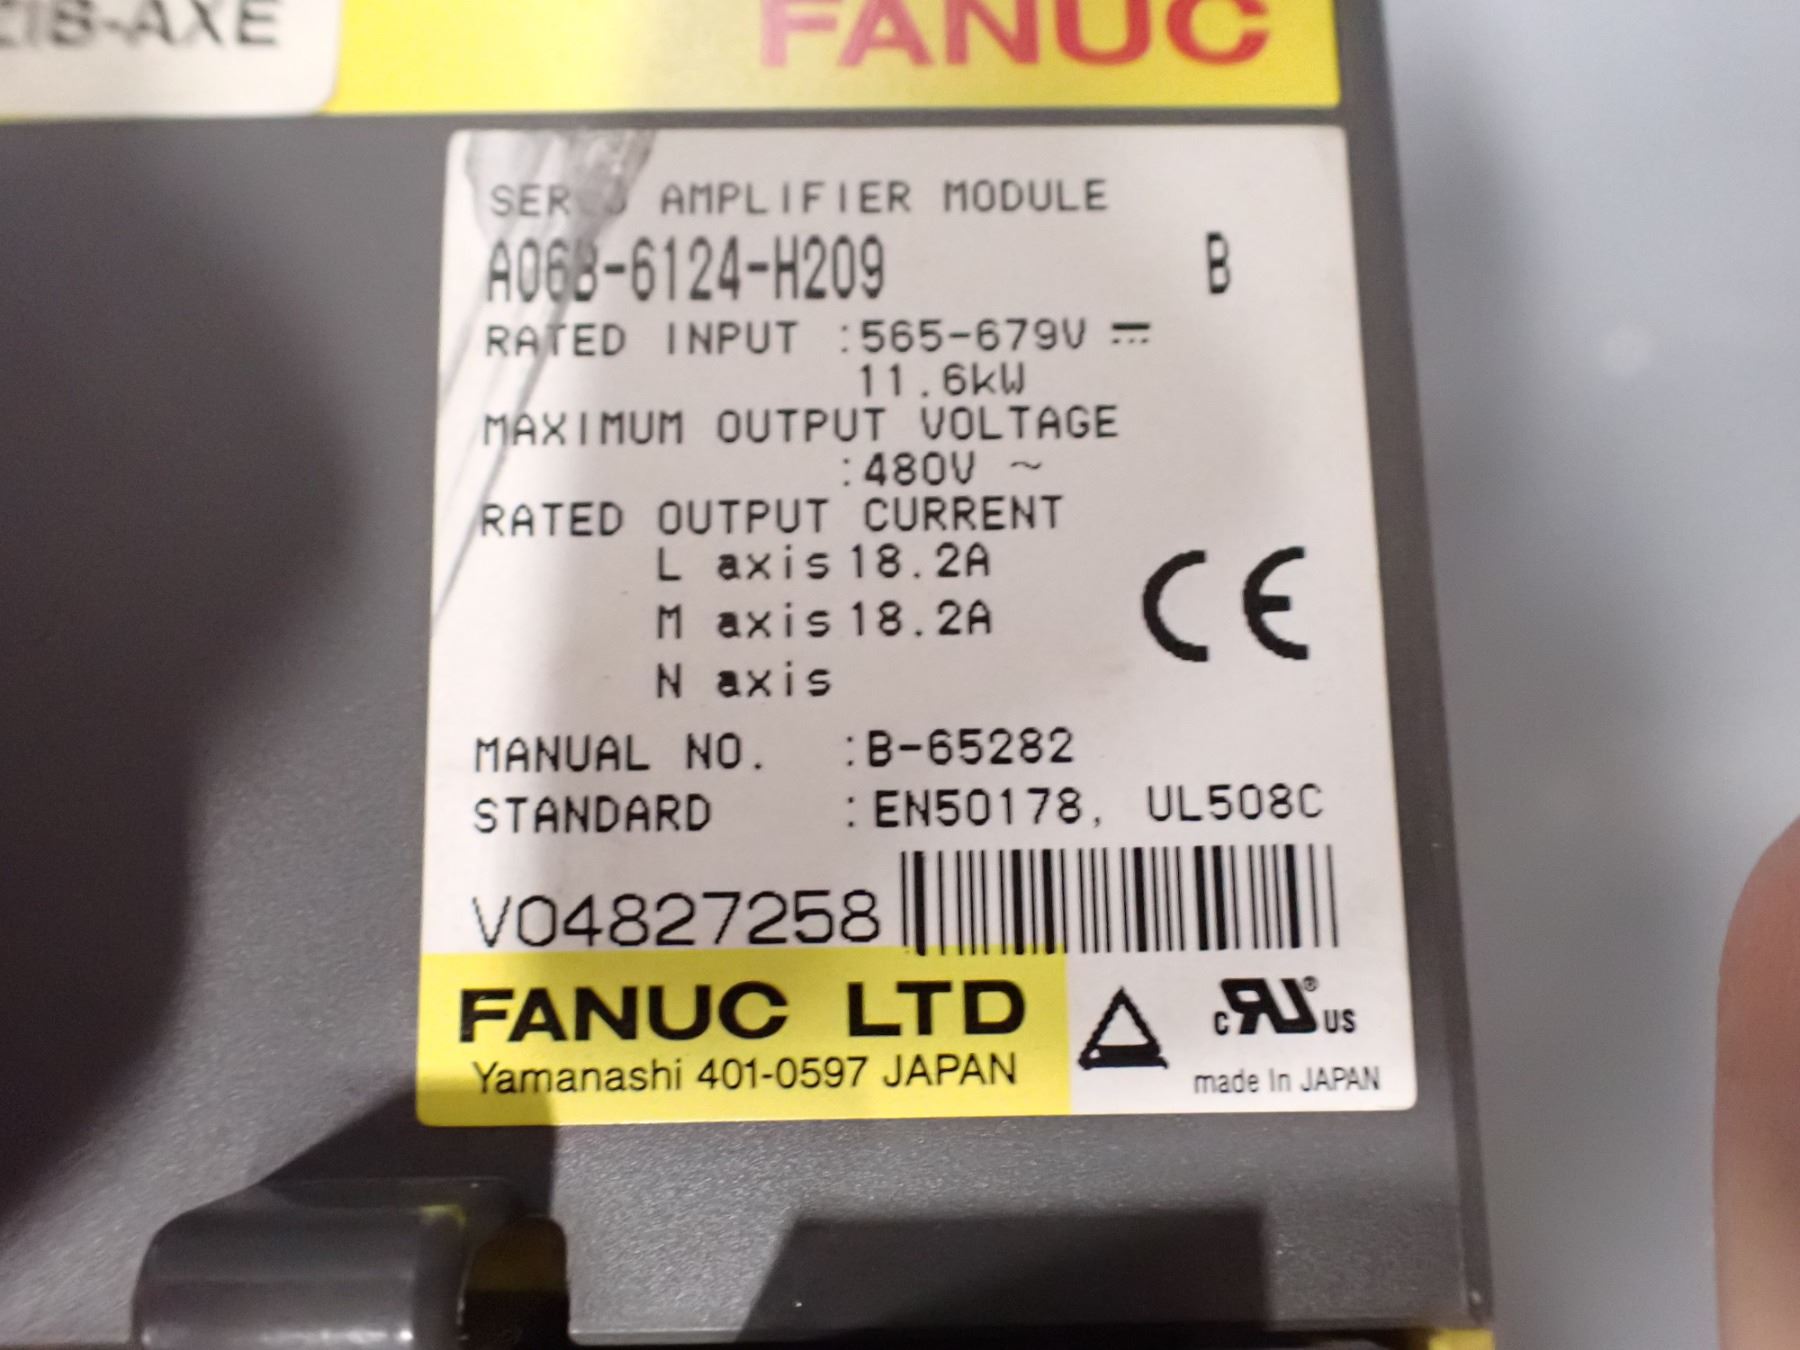 FANUC
SERVO AMPLIFIER MODULE
A06B-6124-H209 B
RATED INPUT :565-679V ⎓
11.6kW
MAXIMUM OUTPUT VOLTAGE
:480V ~
RATED OUTPUT CURRENT
L axis 18.2A
M axis 18.2A
N axis
MANUAL NO. :B-65282
STANDARD :EN50178, UL508C
V04827258
FANUC LTD
Yamanashi 401-0597 JAPAN
CE
c RU ® US
made in JAPAN